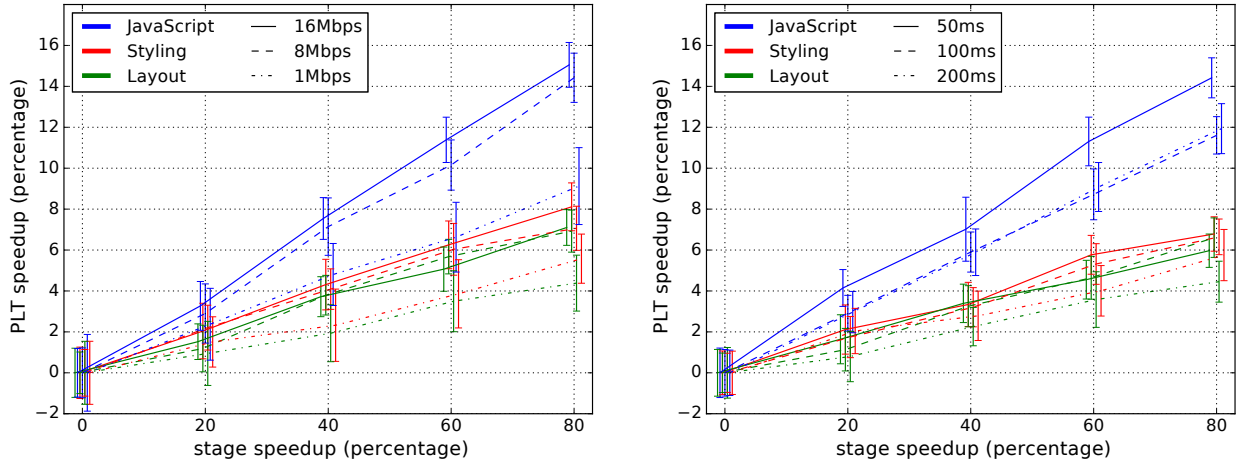 JavaScript 16Mbps
Styling 8Mbps
Layout 1Mbps
16
14
12
10
8
6
4
2
0
−2
PLT speedup (percentage)
0 20 40 60 80
stage speedup (percentage)
JavaScript 50ms
Styling 100ms
Layout 200ms
16
14
12
10
8
6
4
2
0
−2
PLT speedup (percentage)
0 20 40 60 80
stage speedup (percentage)